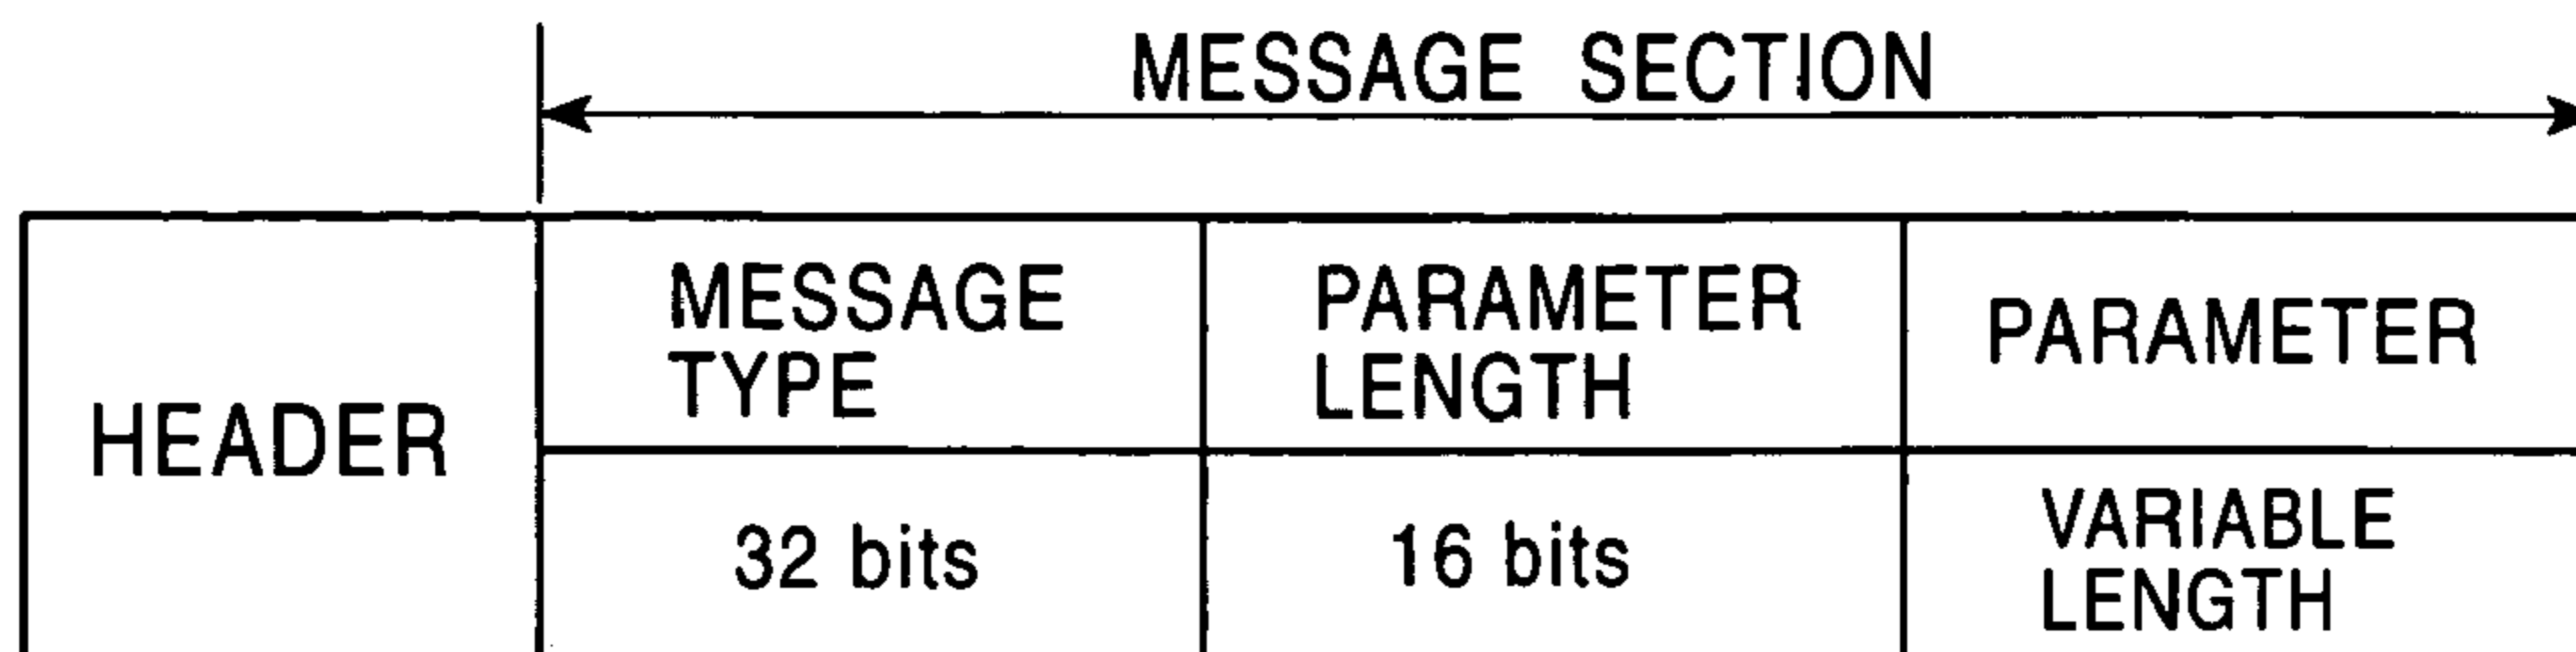 MESSAGE SECTION
HEADER
MESSAGE
TYPE
PARAMETER
LENGTH
PARAMETER
32 bits
16 bits
VARIABLE
LENGTH